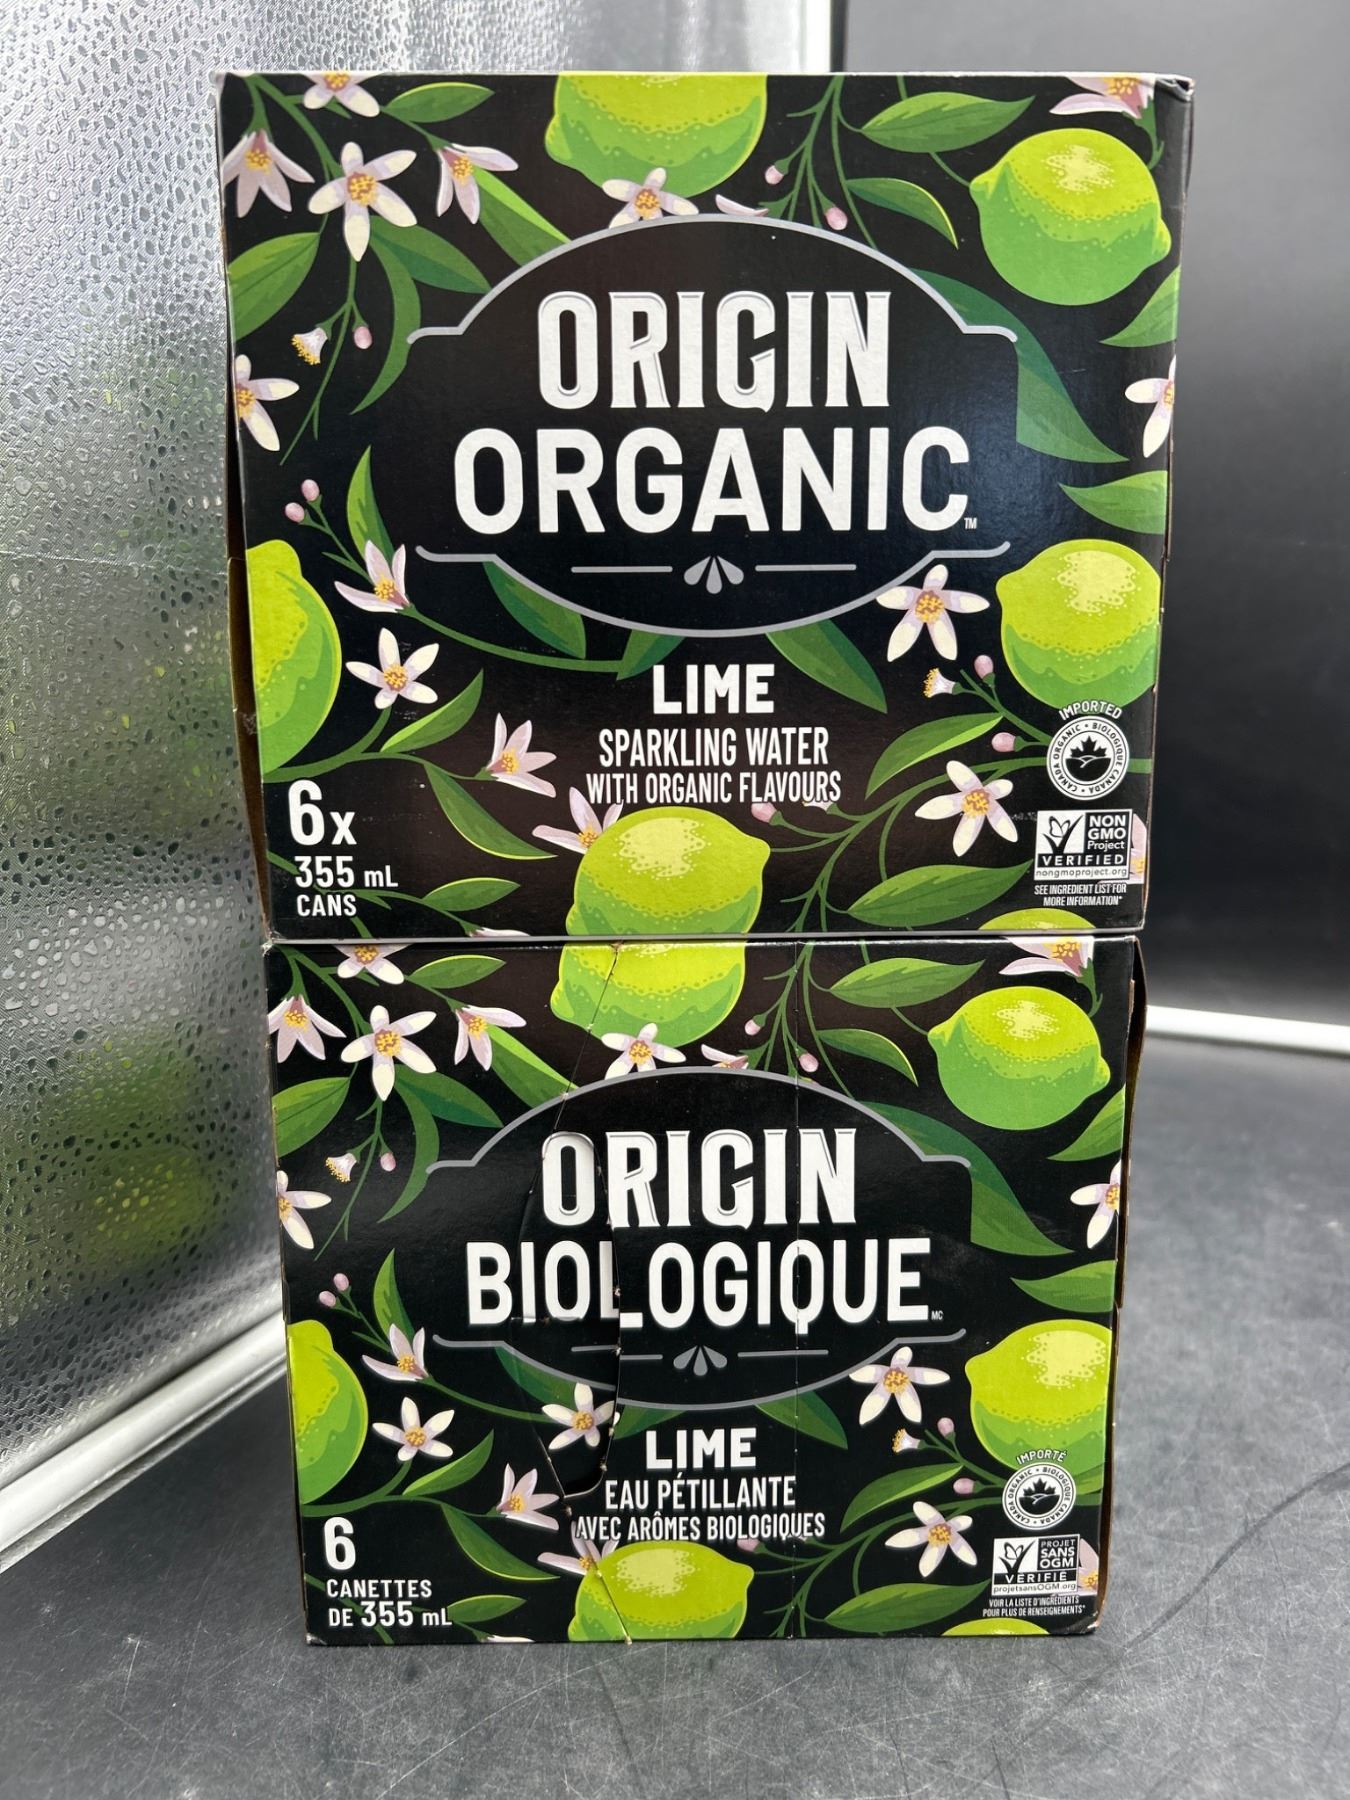 ORIGIN
ORGANIC™
LIME
SPARKLING WATER
WITH ORGANIC FLAVOURS
6x
355 mL
CANS
IMPORTED
CANADA ORGANIC • BIOLOGIQUE CANADA •
NON
GMO
Project
VERIFIED
nongmoproject.org
SEE INGREDIENT LIST FOR
MORE INFORMATION*
ORIGIN
BIOLOGIQUE MC
LIME
EAU PÉTILLANTE
AVEC ARÔMES BIOLOGIQUES
6
CANETTES
DE 355 mL
IMPORTÉ
CANADA ORGANIC • BIOLOGIQUE CANADA •
PROJET
SANS
OGM
VÉRIFIÉ
projetsansOGM.org
VOIR LA LISTE D'INGRÉDIENTS
POUR PLUS DE RENSEIGNEMENTS*